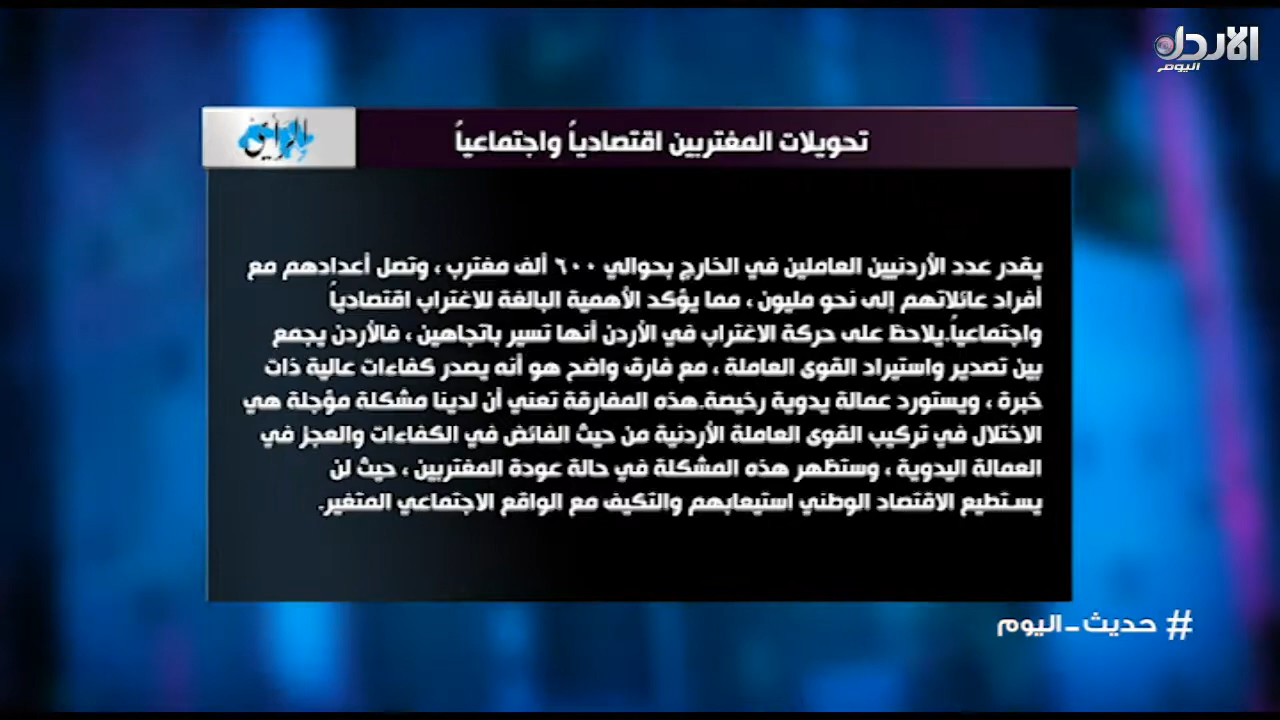 الاردن
اليوم
الرأي
تحويلات المغتربين اقتصادياً واجتماعياً
يقدر عدد الأردنيين العاملين في الخارج بحوالي ٦٠٠ ألف مغترب ، وتصل أعدادهم مع
أفراد عائلاتهم إلى نحو مليون ، مما يؤكد الأهمية البالغة للاغتراب اقتصادياً
واجتماعياً.يلاحظ على حركة الاغتراب في الأردن أنها تسير باتجاهين ، فالأردن يجمع
بين تصدير واستيراد القوى العاملة ، مع فارق واضح هو أنه يصدر كفاءات عالية ذات
خبرة ، ويستورد عمالة يدوية رخيصة.هذه المفارقة تعني أن لدينا مشكلة مؤجلة هي
الاختلال في تركيب القوى العاملة الأردنية من حيث الفائض في الكفاءات والعجز في
العمالة اليدوية ، وستظهر هذه المشكلة في حالة عودة المغتربين ، حيث لن
يستطيع الاقتصاد الوطني استيعابهم والتكيف مع الواقع الاجتماعي المتغير.
# حديث_اليوم